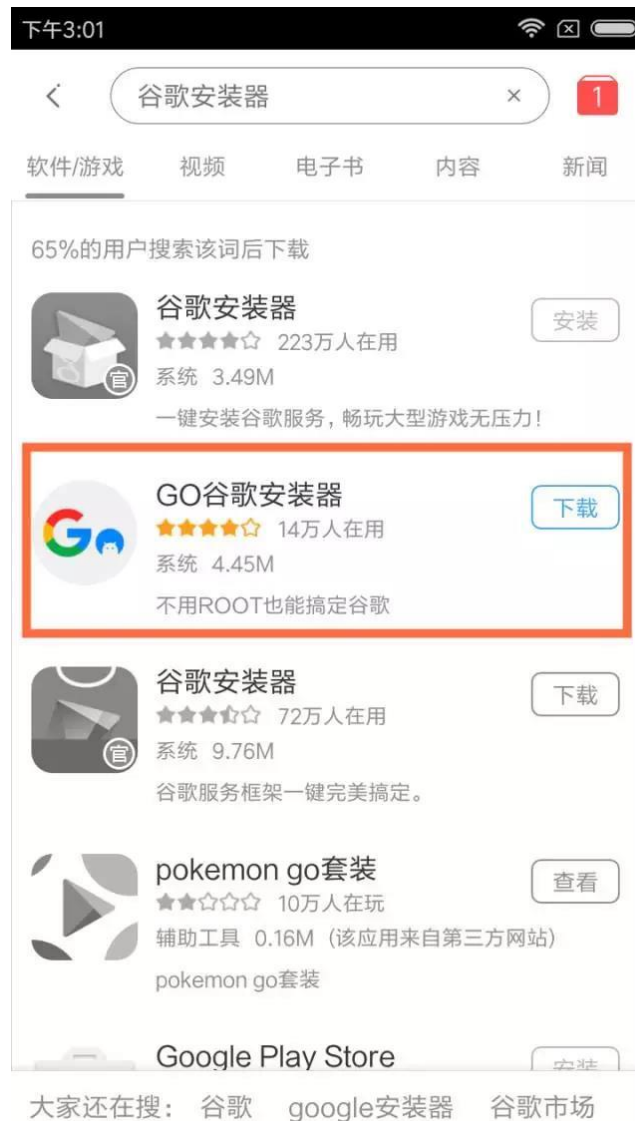 下午3:01
谷歌安装器
1
软件/游戏 视频 电子书 内容 新闻
65%的用户搜索该词后下载
谷歌安装器
223万人在用
安装
系统 3.49M
一键安装谷歌服务，畅玩大型游戏无压力！
官
GO谷歌安装器
14万人在用
下载
系统 4.45M
不用ROOT也能搞定谷歌
Go
谷歌安装器
72万人在用
下载
系统 9.76M
谷歌服务框架一键完美搞定。
官
pokemon go套装
10万人在玩
查看
辅助工具 0.16M（该应用来自第三方网站）
pokemon go套装
Google Play Store
安装
大家还在搜： 谷歌 google安装器 谷歌市场